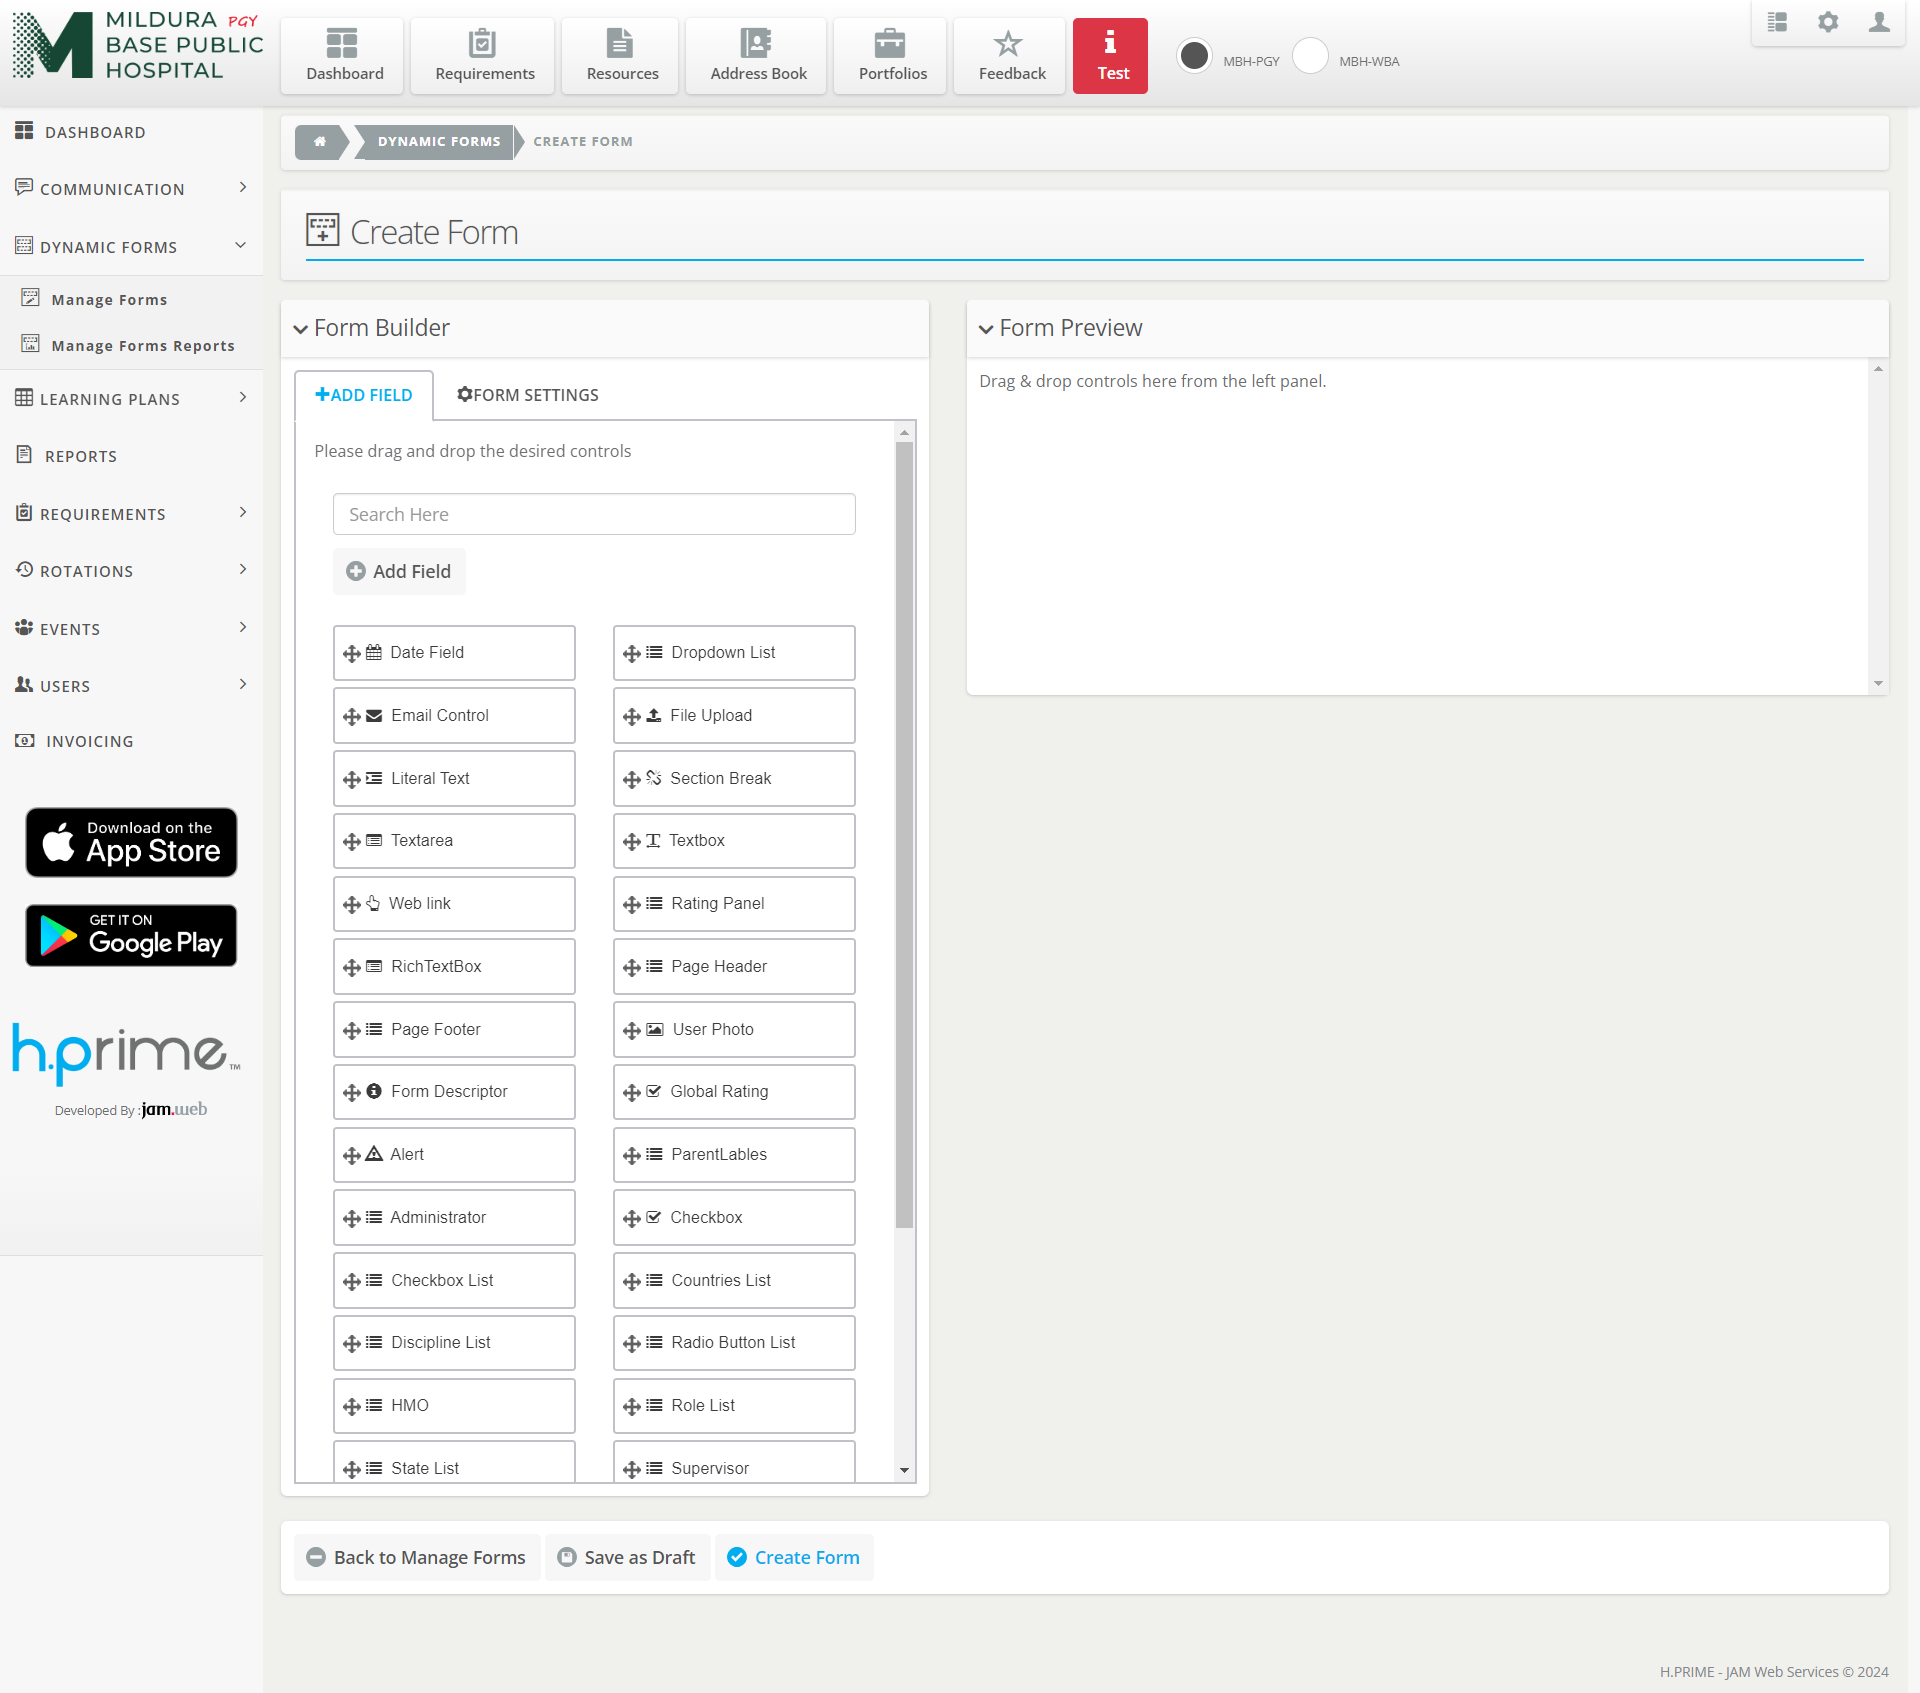 MILDURA PGY
BASE PUBLIC
HOSPITAL
Dashboard
Requirements
Resources
Address Book
Portfolios
Feedback
Test
MBH-PGY
MBH-WBA
DASHBOARD
COMMUNICATION
DYNAMIC FORMS
Manage Forms
Manage Forms Reports
LEARNING PLANS
REPORTS
REQUIREMENTS
ROTATIONS
EVENTS
USERS
INVOICING
Download on the
App Store
GET IT ON
Google Play
h.prime™
Developed By :jam.web
DYNAMIC FORMS
CREATE FORM
Create Form
Form Builder
ADD FIELD
FORM SETTINGS
Please drag and drop the desired controls
Search Here
Add Field
Date Field
Dropdown List
Email Control
File Upload
Literal Text
Section Break
Textarea
Textbox
Web link
Rating Panel
RichTextBox
Page Header
Page Footer
User Photo
Form Descriptor
Global Rating
Alert
ParentLables
Administrator
Checkbox
Checkbox List
Countries List
Discipline List
Radio Button List
HMO
Role List
State List
Supervisor
Form Preview
Drag & drop controls here from the left panel.
Back to Manage Forms
Save as Draft
Create Form
H.PRIME - JAM Web Services © 2024